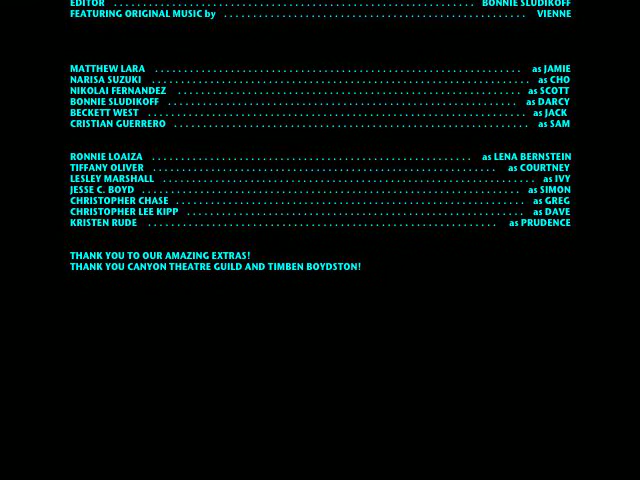 EDITOR ........................................................ BONNIE SLUDIKOFF
FEATURING ORIGINAL MUSIC by ............................................... VIENNE
MATTHEW LARA ......................................................... as JAMIE
NARISA SUZUKI ........................................................... as CHO
NIKOLAI FERNANDEZ ..................................................... as SCOTT
BONNIE SLUDIKOFF ..................................................... as DARCY
BECKETT WEST ........................................................... as JACK
CRISTIAN GUERRERO ...................................................... as SAM
RONNIE LOAIZA ................................................. as LENA BERNSTEIN
TIFFANY OLIVER ..................................................... as COURTNEY
LESLEY MARSHALL ......................................................... as IVY
JESSE C. BOYD .......................................................... as SIMON
CHRISTOPHER CHASE ..................................................... as GREG
CHRISTOPHER LEE KIPP ................................................... as DAVE
KRISTEN RUDE ..................................................... as PRUDENCE
THANK YOU TO OUR AMAZING EXTRAS!
THANK YOU CANYON THEATRE GUILD AND TIMBEN BOYDSTON!